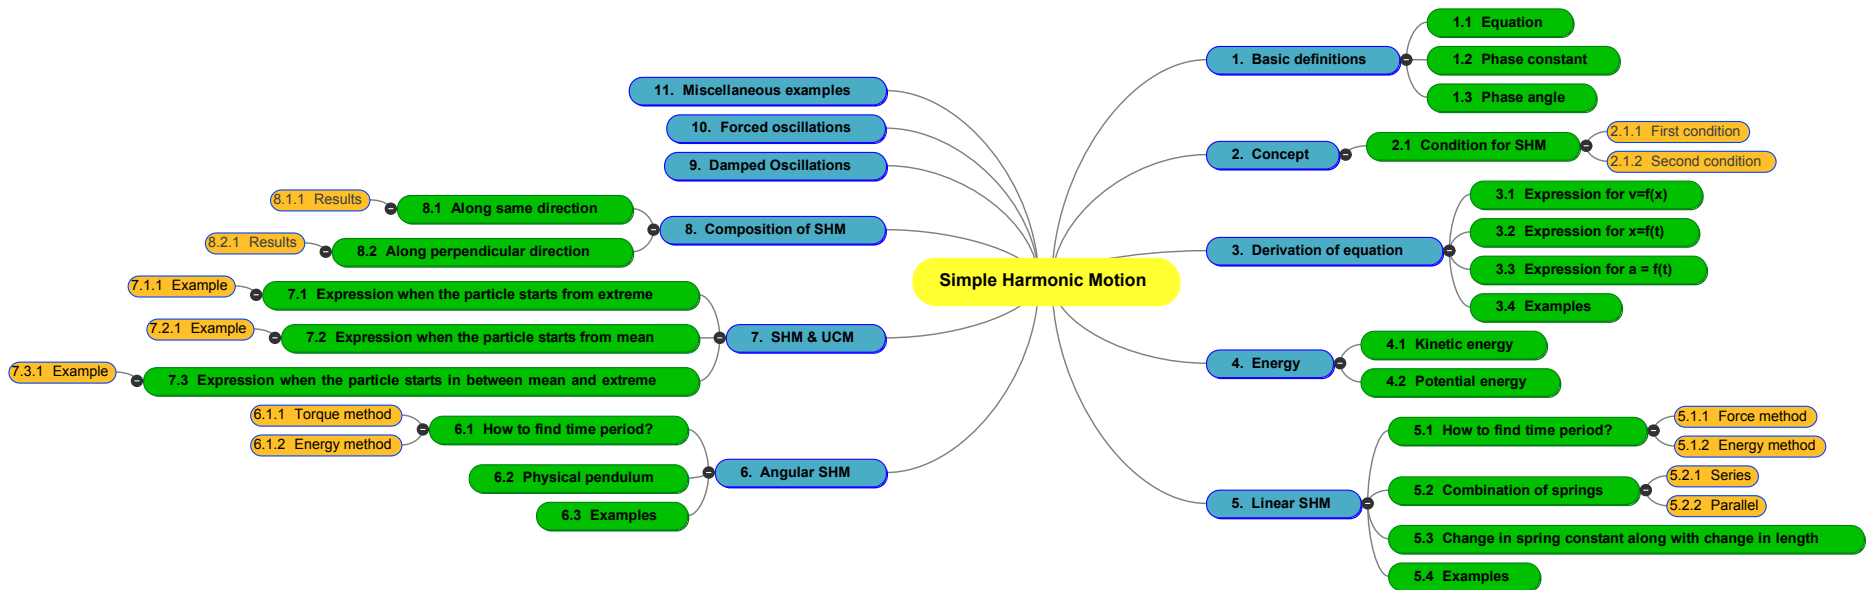 Simple Harmonic Motion
1. Basic definitions
1.1 Equation
1.2 Phase constant
1.3 Phase angle
2. Concept
2.1 Condition for SHM
2.1.1 First condition
2.1.2 Second condition
3. Derivation of equation
3.1 Expression for v=f(x)
3.2 Expression for x=f(t)
3.3 Expression for a = f(t)
3.4 Examples
4. Energy
4.1 Kinetic energy
4.2 Potential energy
5. Linear SHM
5.1 How to find time period?
5.1.1 Force method
5.1.2 Energy method
5.2 Combination of springs
5.2.1 Series
5.2.2 Parallel
5.3 Change in spring constant along with change in length
5.4 Examples
6. Angular SHM
6.1 How to find time period?
6.1.1 Torque method
6.1.2 Energy method
6.2 Physical pendulum
6.3 Examples
7. SHM & UCM
7.1 Expression when the particle starts from extreme
7.1.1 Example
7.2 Expression when the particle starts from mean
7.2.1 Example
7.3 Expression when the particle starts in between mean and extreme
7.3.1 Example
8. Composition of SHM
8.1 Along same direction
8.1.1 Results
8.2 Along perpendicular direction
8.2.1 Results
9. Damped Oscillations
10. Forced oscillations
11. Miscellaneous examples